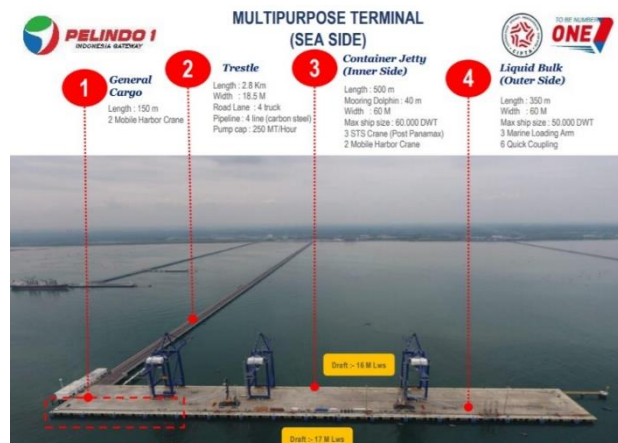 PELINDO 1
INDONESIA GATEWAY
MULTIPURPOSE TERMINAL
(SEA SIDE)
CIPTA
TO BE NUMBER
ONE
1
General
Cargo
Length : 150 m
2 Mobile Harbor Crane
2
Trestle
Length : 2.8 Km
Width : 18.5 M
Road Lane : 4 truck
Pipeline : 4 line (carbon steel)
Pump cap : 250 MT/Hour
3
Container Jetty
(Inner Side)
Length : 500 m
Mooring Dolphin : 40 m
Width : 60 M
Max ship size : 60.000 DWT
3 STS Crane (Post Panamax)
2 Mobile Harbor Crane
4
Liquid Bulk
(Outer Side)
Length : 350 m
Width : 60 M
Max ship size : 50.000 DWT
3 Marine Loading Arm
6 Quick Coupling
Draft :- 16 M Lws
Draft :- 17 M Lws